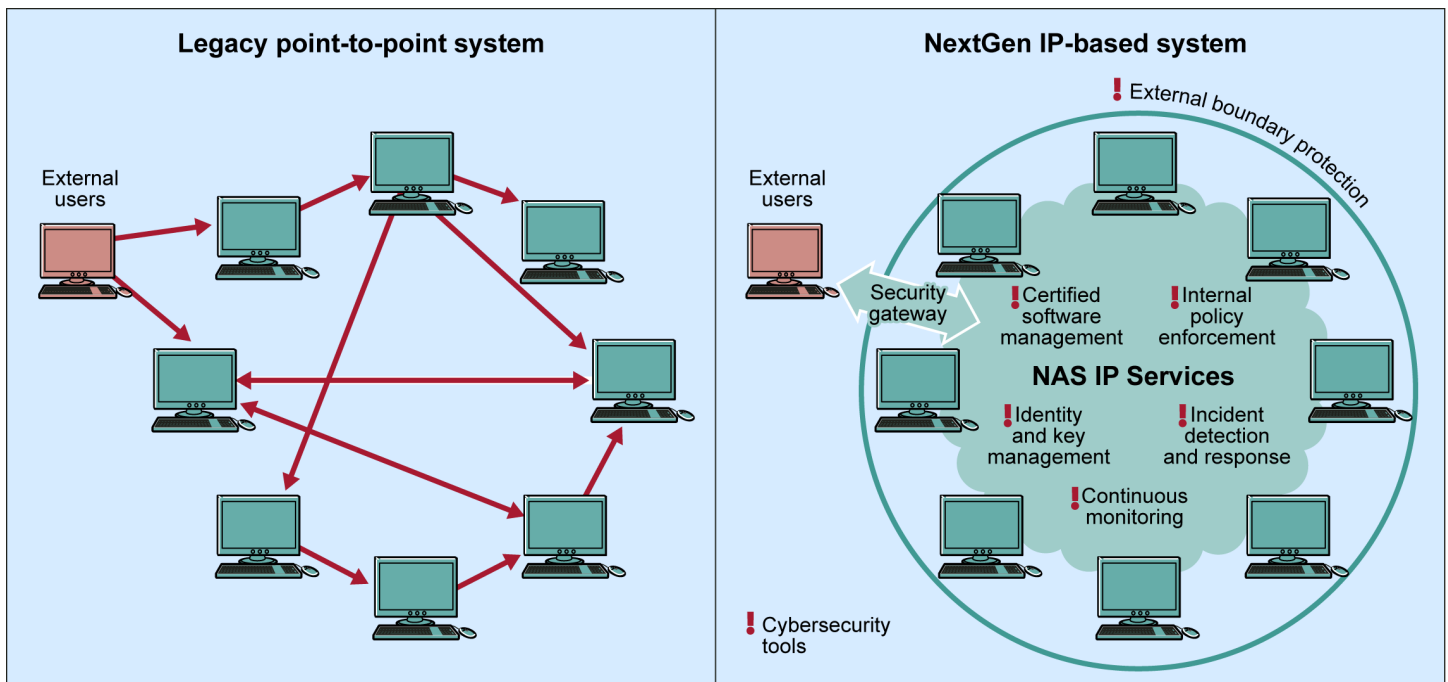 Legacy point-to-point system
External
users
NextGen IP-based system
! External boundary protection
External
users
Security
gateway
! Certified
software
management
! Internal
policy
enforcement
NAS IP Services
! Identity
and key
management
! Incident
detection
and response
! Continuous
monitoring
! Cybersecurity
tools